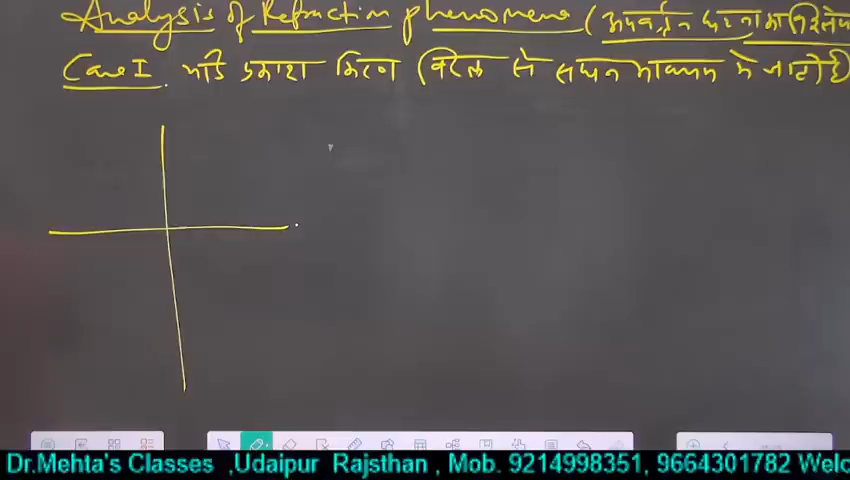 Analysis of Refraction phenomena (अपवर्तन घटना का विश्लेष
Case I. यदि प्रकाश किरण विरल से सघन माध्यम में जाती है
Dr.Mehta's Classes ,Udaipur Rajsthan , Mob. 9214998351, 9664301782 Welc